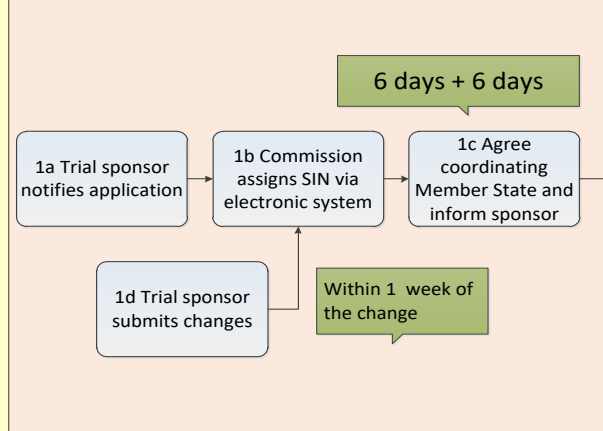 6 days + 6 days
1a Trial sponsor
notifies application
1b Commission
assigns SIN via
electronic system
1c Agree
coordinating
Member State and
inform sponsor
1d Trial sponsor
submits changes
Within 1 week of
the change